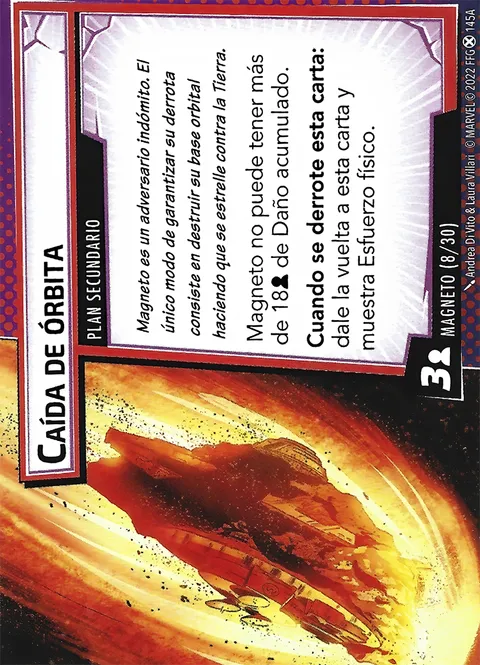 CAÍDA DE ÓRBITA
PLAN SECUNDARIO
Magneto es un adversario indómito. El
único modo de garantizar su derrota
consiste en destruir su base orbital
haciendo que se estrelle contra la Tierra.
Magneto no puede tener más
de 18 de Daño acumulado.
Cuando se derrote esta carta:
dale la vuelta a esta carta y
muestra Esfuerzo físico.
3
MAGNETO (8/30)
Andrea Di Vito & Laura Villari © MARVEL © 2022 FFG 145A